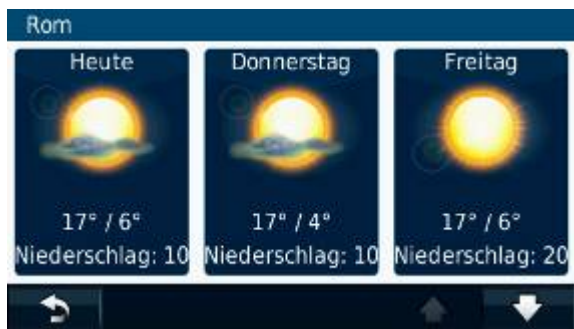 Rom
Heute Donnerstag Freitag
17° / 6° 17° / 4° 17° / 6°
Niederschlag: 10 Niederschlag: 10 Niederschlag: 20